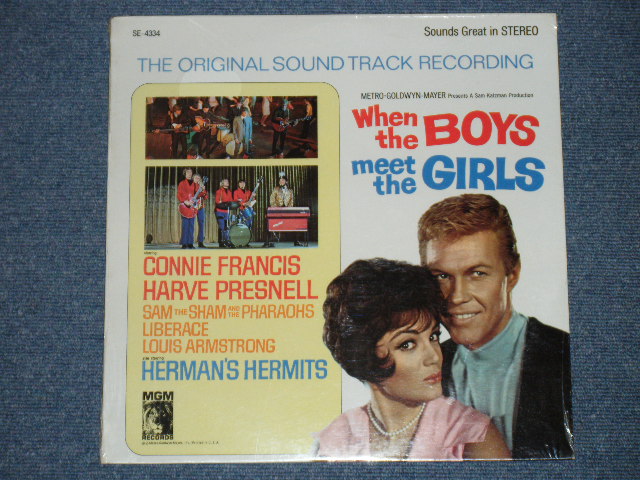 SE-4334
Sounds Great in STEREO
THE ORIGINAL SOUND TRACK RECORDING
METRO-GOLDWYN-MAYER Presents A Sam Katzman Production
When the BOYS
meet the GIRLS
starring
CONNIE FRANCIS
HARVE PRESNELL
SAM THE SHAM AND THE PHARAOHS
LIBERACE
LOUIS ARMSTRONG
HERMAN'S HERMITS
MGM
RECORDS